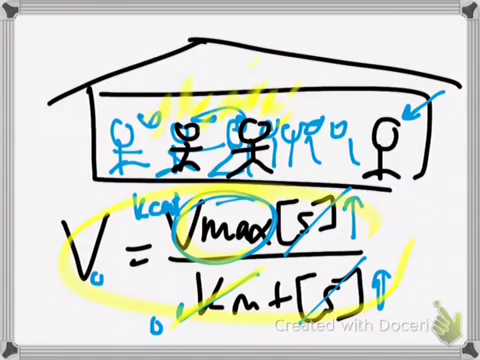 kcat
V₀ = Vmax[s]↑
0 Km+[s]↑
Created with Doceri